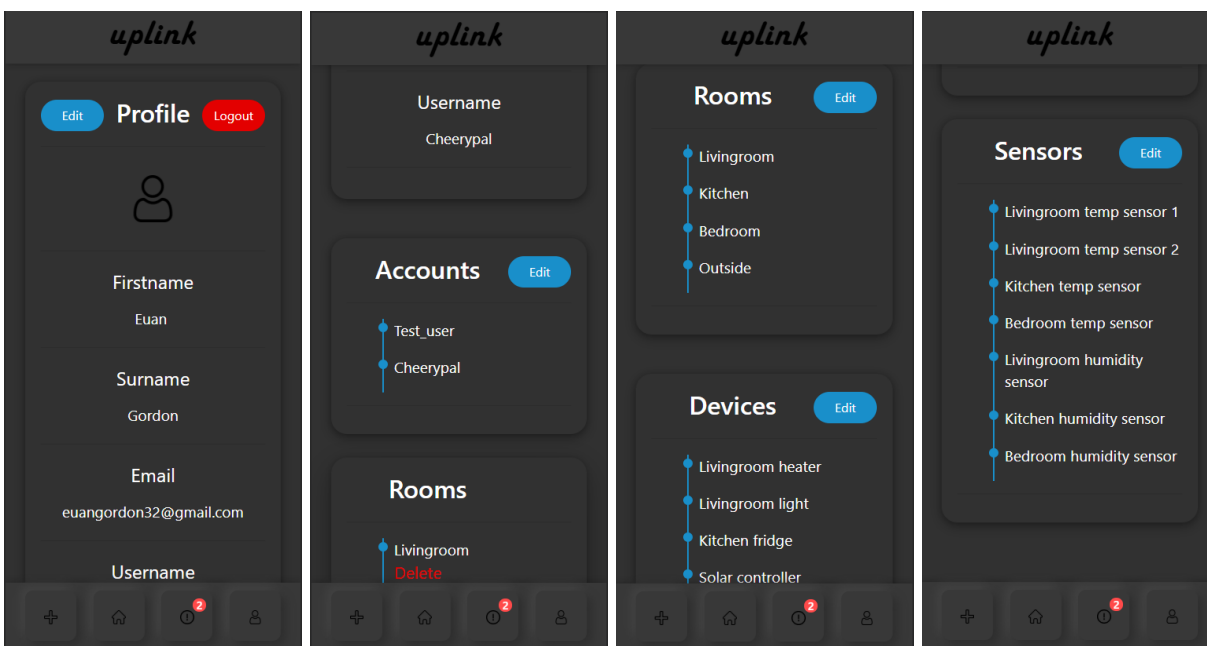 uplink
Edit
Profile
Logout
Firstname
Euan
Surname
Gordon
Email
euangordon32@gmail.com
Username
2
uplink
Username
Cheerypal
Accounts
Edit
Test_user
Cheerypal
Rooms
Livingroom
Delete
2
uplink
Rooms
Edit
Livingroom
Kitchen
Bedroom
Outside
Devices
Edit
Livingroom heater
Livingroom light
Kitchen fridge
Solar controller
2
uplink
Sensors
Edit
Livingroom temp sensor 1
Livingroom temp sensor 2
Kitchen temp sensor
Bedroom temp sensor
Livingroom humidity
sensor
Kitchen humidity sensor
Bedroom humidity sensor
2